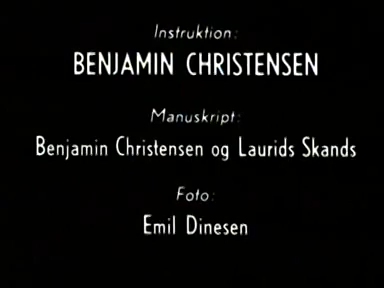 Instruktion:
BENJAMIN CHRISTENSEN
Manuskript:
Benjamin Christensen og Laurids Skands
Foto:
Emil Dinesen